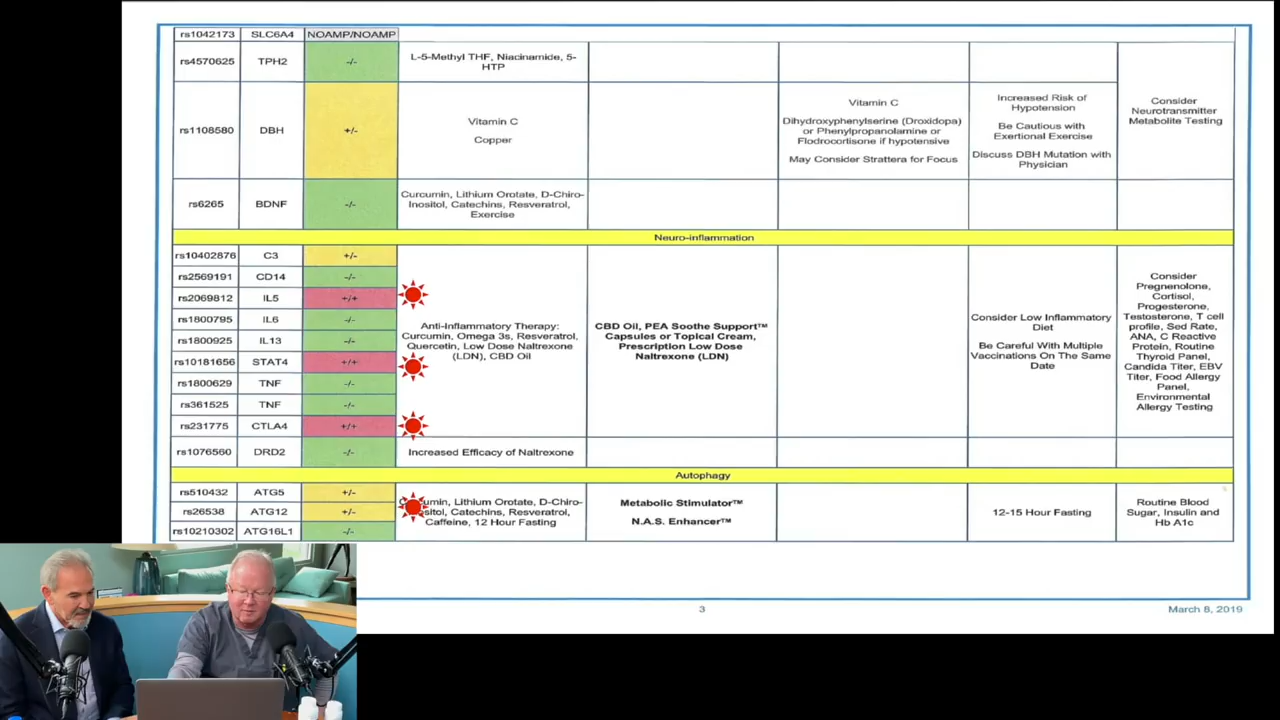 rs1042173 SLC6A4 NOAMP/NOAMP
rs4570625 TPH2 -/-
L-5-Methyl THF, Niacinamide, 5-
HTP
rs1108580 DBH +/-
Vitamin C
Copper
Vitamin C
Dihydroxyphenylserine (Droxidopa)
or Phenylpropanolamine or
Flodrocortisone if hypotensive
May Consider Strattera for Focus
Increased Risk of
Hypotension
Be Cautious with
Exertional Exercise
Discuss DBH Mutation with
Physician
Consider
Neurotransmitter
Metabolite Testing
rs6265 BDNF -/-
Curcumin, Lithium Orotate, D-Chiro-
Inositol, Catechins, Resveratrol,
Exercise
Neuro-inflammation
rs10402876 C3 +/-
rs2569191 CD14 -/-
rs2069812 IL5 +/+
rs1800795 IL6 -/-
rs1800925 IL13 -/-
rs10181656 STAT4 +/+
rs1800629 TNF -/-
rs361525 TNF -/-
rs231775 CTLA4 +/+
Anti-Inflammatory Therapy:
Curcumin, Omega 3s, Resveratrol,
Quercetin, Low Dose Naltrexone
(LDN), CBD Oil
CBD Oil, PEA Soothe Support™
Capsules or Topical Cream,
Prescription Low Dose
Naltrexone (LDN)
Consider Low Inflammatory
Diet
Be Careful With Multiple
Vaccinations On The Same
Date
Consider
Pregnenolone,
Cortisol,
Progesterone,
Testosterone, T cell
profile, Sed Rate,
ANA, C Reactive
Protein, Routine
Thyroid Panel,
Candida Titer, EBV
Titer, Food Allergy
Panel,
Environmental
Allergy Testing
rs1076560 DRD2 -/- Increased Efficacy of Naltrexone
Autophagy
rs510432 ATG5 +/-
rs26538 ATG12 +/-
rs10210302 ATG16L1 -/-
Lithium Orotate, D-Chiro-
Catechins, Resveratrol,
Caffeine, 12 Hour Fasting
Metabolic Stimulator™
N.A.S. Enhancer™
12-15 Hour Fasting
Routine Blood
Sugar, Insulin and
Hb A1c
3
March 8, 2019